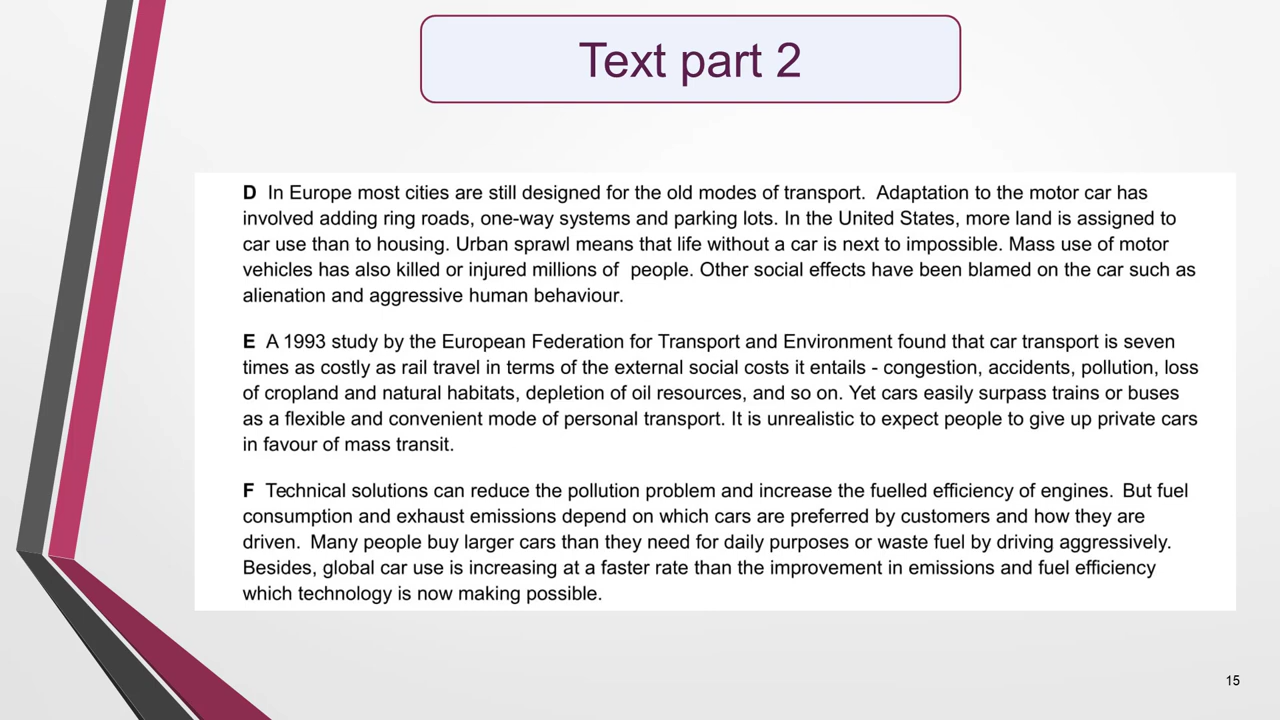 Text part 2
D In Europe most cities are still designed for the old modes of transport. Adaptation to the motor car has
involved adding ring roads, one-way systems and parking lots. In the United States, more land is assigned to
car use than to housing. Urban sprawl means that life without a car is next to impossible. Mass use of motor
vehicles has also killed or injured millions of people. Other social effects have been blamed on the car such as
alienation and aggressive human behaviour.
E A 1993 study by the European Federation for Transport and Environment found that car transport is seven
times as costly as rail travel in terms of the external social costs it entails - congestion, accidents, pollution, loss
of cropland and natural habitats, depletion of oil resources, and so on. Yet cars easily surpass trains or buses
as a flexible and convenient mode of personal transport. It is unrealistic to expect people to give up private cars
in favour of mass transit.
F Technical solutions can reduce the pollution problem and increase the fuelled efficiency of engines. But fuel
consumption and exhaust emissions depend on which cars are preferred by customers and how they are
driven. Many people buy larger cars than they need for daily purposes or waste fuel by driving aggressively.
Besides, global car use is increasing at a faster rate than the improvement in emissions and fuel efficiency
which technology is now making possible.
15